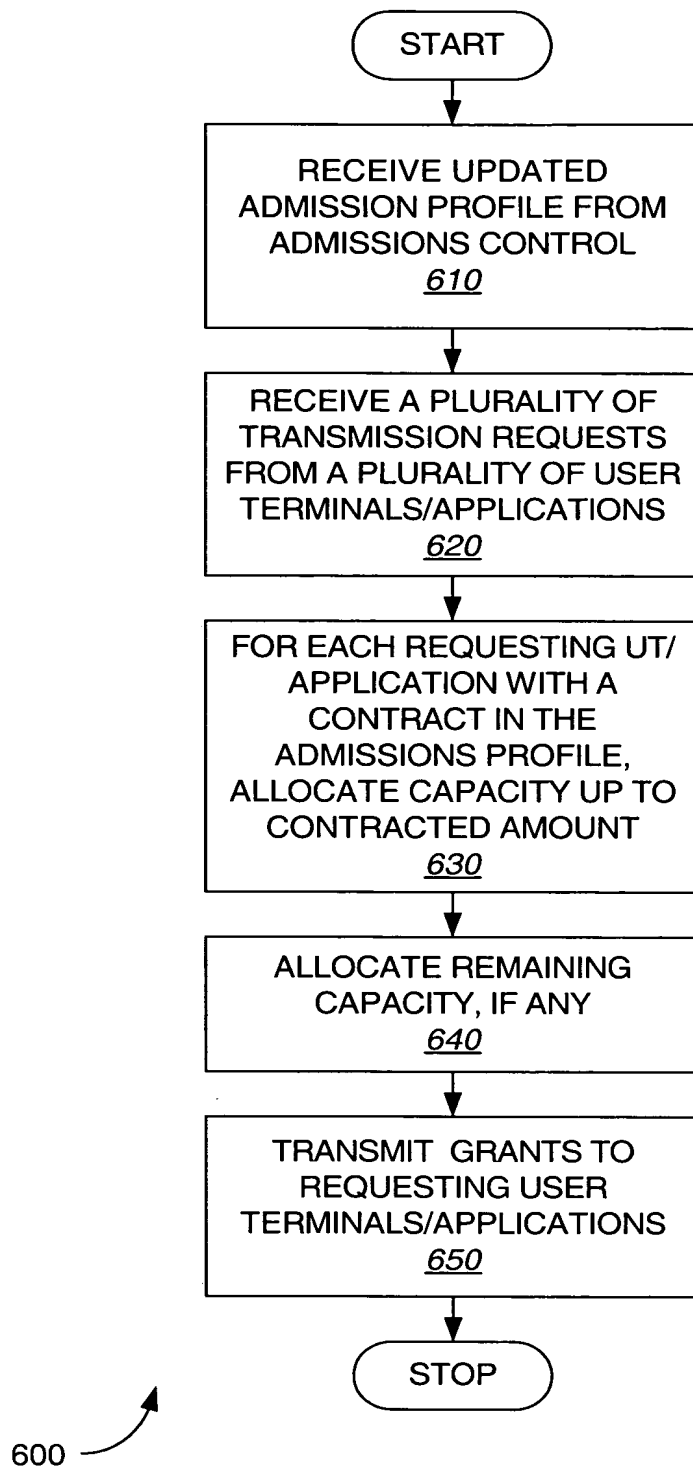 START
RECEIVE UPDATED
ADMISSION PROFILE FROM
ADMISSIONS CONTROL
610
RECEIVE A PLURALITY OF
TRANSMISSION REQUESTS
FROM A PLURALITY OF USER
TERMINALS/APPLICATIONS
620
FOR EACH REQUESTING UT/
APPLICATION WITH A
CONTRACT IN THE
ADMISSIONS PROFILE,
ALLOCATE CAPACITY UP TO
CONTRACTED AMOUNT
630
ALLOCATE REMAINING
CAPACITY, IF ANY
640
TRANSMIT GRANTS TO
REQUESTING USER
TERMINALS/APPLICATIONS
650
STOP
600